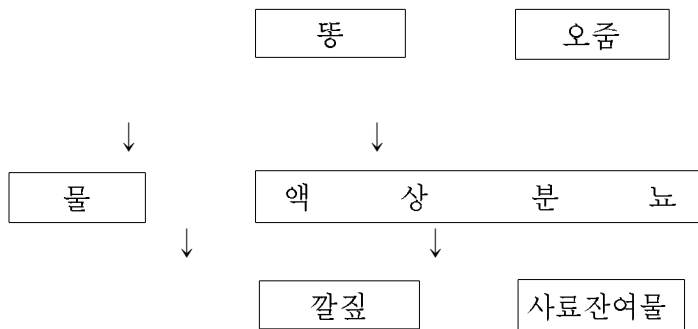 똥 오줌
↓ ↓
물 액 상 분 뇨
↓ ↓
깔짚 사료잔여물